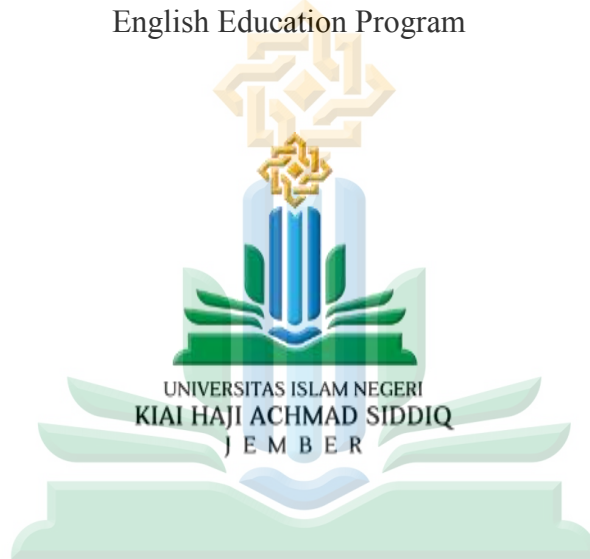 English Education Program
UNIVERSITAS ISLAM NEGERI
KIAI HAJI ACHMAD SIDDIQ
J E M B E R